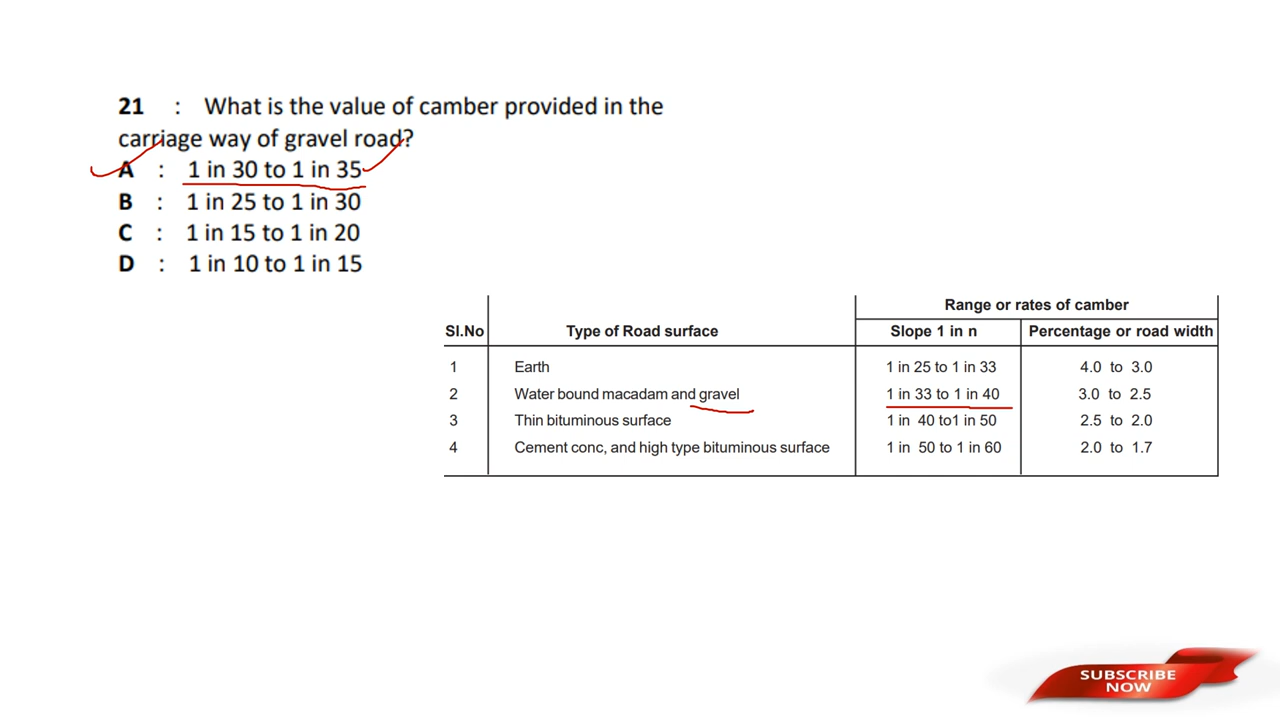 21 : What is the value of camber provided in the
carriage way of gravel road?
A : 1 in 30 to 1 in 35
B : 1 in 25 to 1 in 30
C : 1 in 15 to 1 in 20
D : 1 in 10 to 1 in 15
Range or rates of camber
Sl.No Type of Road surface Slope 1 in n Percentage or road width
1 Earth 1 in 25 to 1 in 33 4.0 to 3.0
2 Water bound macadam and gravel 1 in 33 to 1 in 40 3.0 to 2.5
3 Thin bituminous surface 1 in 40 to1 in 50 2.5 to 2.0
4 Cement conc, and high type bituminous surface 1 in 50 to 1 in 60 2.0 to 1.7
SUBSCRIBE
NOW